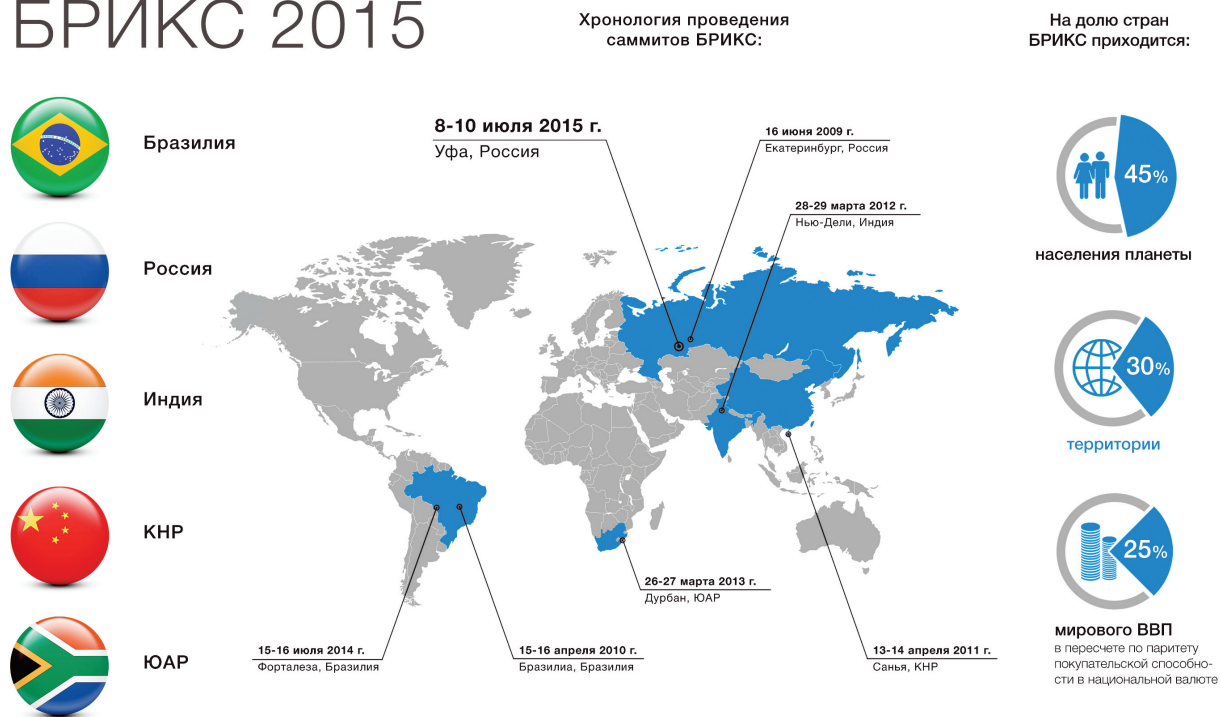 БРИКС 2015
Хронология проведения
саммитов БРИКС:
На долю стран
БРИКС приходится:
Бразилия
Россия
Индия
КНР
ЮАР
8-10 июля 2015 г.
Уфа, Россия
16 июня 2009 г.
Екатеринбург, Россия
28-29 марта 2012 г.
Нью-Дели, Индия
26-27 марта 2013 г.
Дурбан, ЮАР
15-16 июля 2014 г.
Форталеза, Бразилия
15-16 апреля 2010 г.
Бразилиа, Бразилия
13-14 апреля 2011 г.
Санья, КНР
45%
населения планеты
30%
территории
25%
мирового ВВП
в пересчете по паритету
покупательской способно-
сти в национальной валюте